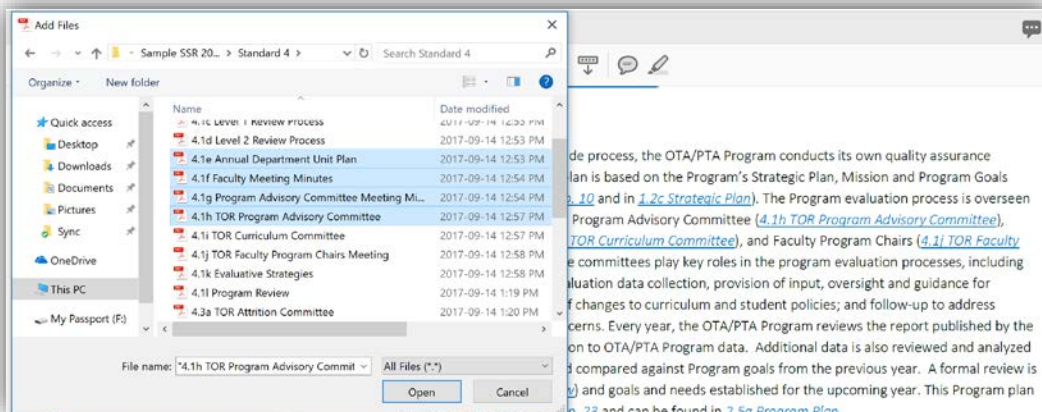 Add Files
Sample SSR 20... > Standard 4 >
Search Standard 4
Organize
New folder
Name
Date modified
Quick access
Desktop
Downloads
Documents
Pictures
Sync
OneDrive
This PC
My Passport (F:)
4.1c Level 1 Review Process 2017-09-14 12:53 PM
4.1d Level 2 Review Process 2017-09-14 12:53 PM
4.1e Annual Department Unit Plan 2017-09-14 12:53 PM
4.1f Faculty Meeting Minutes 2017-09-14 12:54 PM
4.1g Program Advisory Committee Meeting Mi... 2017-09-14 12:54 PM
4.1h TOR Program Advisory Committee 2017-09-14 12:57 PM
4.1i TOR Curriculum Committee 2017-09-14 12:57 PM
4.1j TOR Faculty Program Chairs Meeting 2017-09-14 12:58 PM
4.1k Evaluative Strategies 2017-09-14 12:58 PM
4.1l Program Review 2017-09-14 1:19 PM
4.3a TOR Attrition Committee 2017-09-14 1:20 PM
File name: "4.1h TOR Program Advisory Commit
All Files (*.*)
Open
Cancel
de process, the OTA/PTA Program conducts its own quality assurance
lan is based on the Program's Strategic Plan, Mission and Program Goals
10 and in 1.2c Strategic Plan). The Program evaluation process is overseen
Program Advisory Committee (4.1h TOR Program Advisory Committee),
TOR Curriculum Committee), and Faculty Program Chairs (4.1j TOR Faculty
e committees play key roles in the program evaluation processes, including
luation data collection, provision of input, oversight and guidance for
f changes to curriculum and student policies; and follow-up to address
cerns. Every year, the OTA/PTA Program reviews the report published by the
on to OTA/PTA Program data. Additional data is also reviewed and analyzed
compared against Program goals from the previous year. A formal review is
) and goals and needs established for the upcoming year. This Program plan
23 and can be found in 2.5a Program Plan